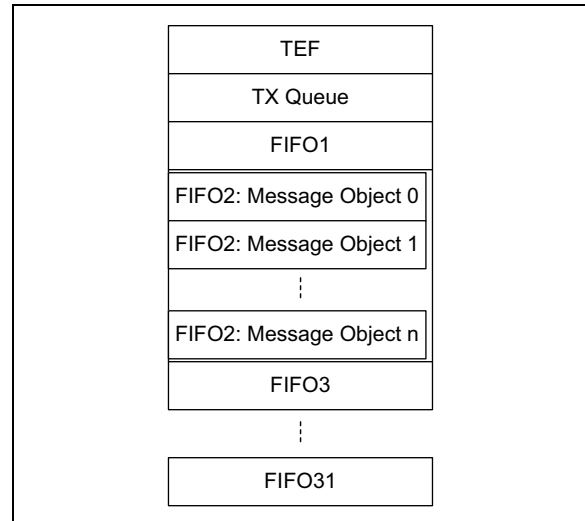 TEF
TX Queue
FIFO1
FIFO2: Message Object 0
FIFO2: Message Object 1
FIFO2: Message Object n
FIFO3
FIFO31